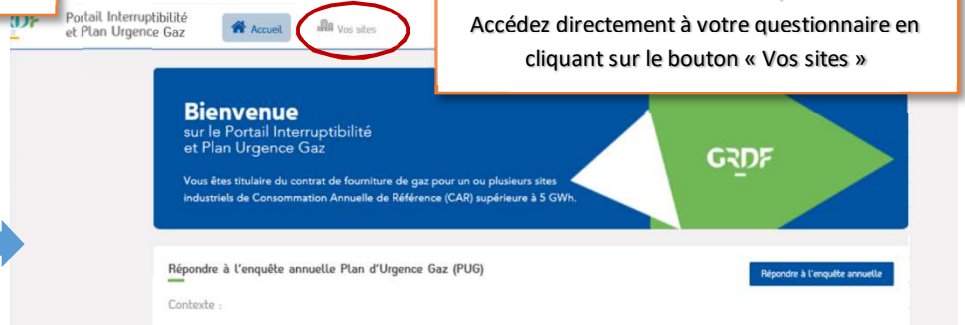 Portail Interruptibilité
et Plan Urgence Gaz
Accueil
Vos sites
Accédez directement à votre questionnaire en
cliquant sur le bouton « Vos sites »
Bienvenue
sur le Portail Interruptibilité
et Plan Urgence Gaz
Vous êtes titulaire du contrat de fourniture de gaz pour un ou plusieurs sites
industriels de Consommation Annuelle de Référence (CAR) supérieure à 5 GWh.
GRDF
Répondre à l'enquête annuelle Plan d'Urgence Gaz (PUG)
Répondre à l'enquête annuelle
Contexte :